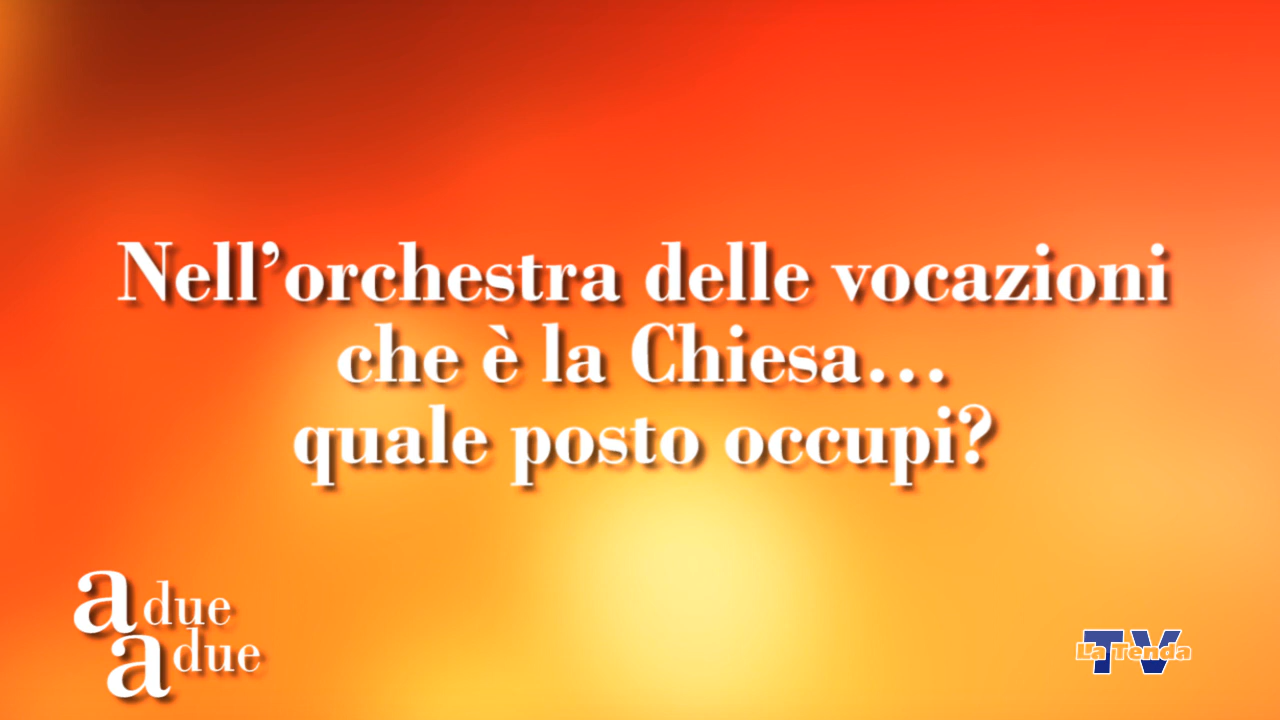 Nell’orchestra delle vocazioni
che è la Chiesa...
quale posto occupi?
a due
a due
TV
La Tenda